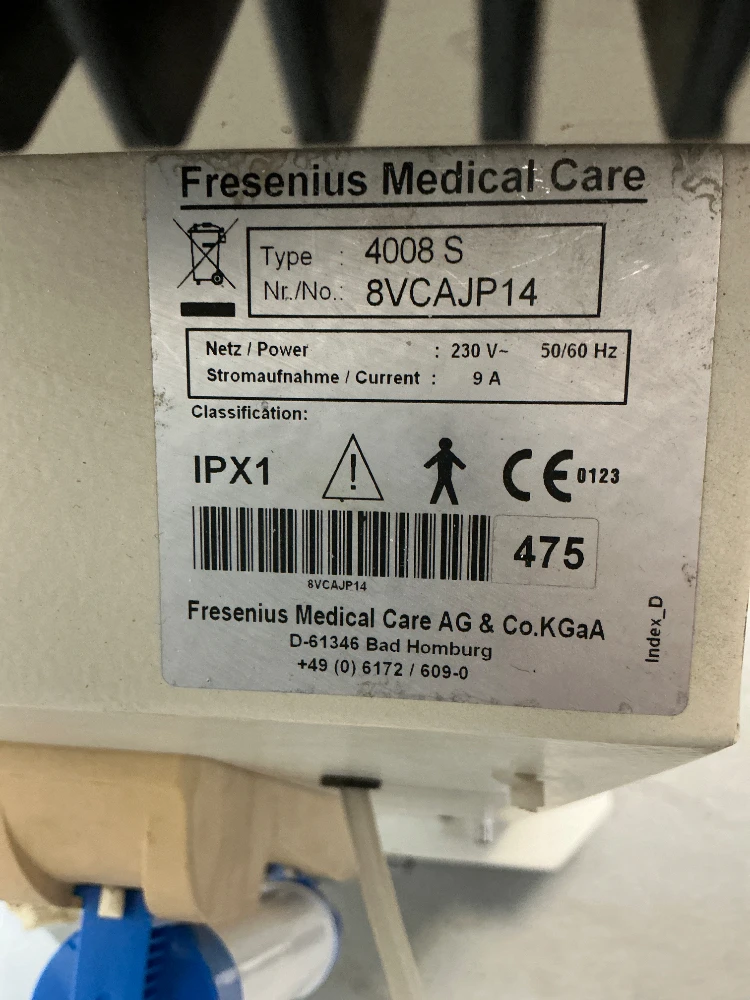 Fresenius Medical Care
Type : 4008 S
Nr./No.: 8VCAJP14
Netz / Power : 230 V~ 50/60 Hz
Stromaufnahme / Current : 9 A
Classification:
IPX1 ! CE 0123
475
8VCAJP14
Fresenius Medical Care AG & Co.KGaA
D-61346 Bad Homburg
+49 (0) 6172 / 609-0
Index_D